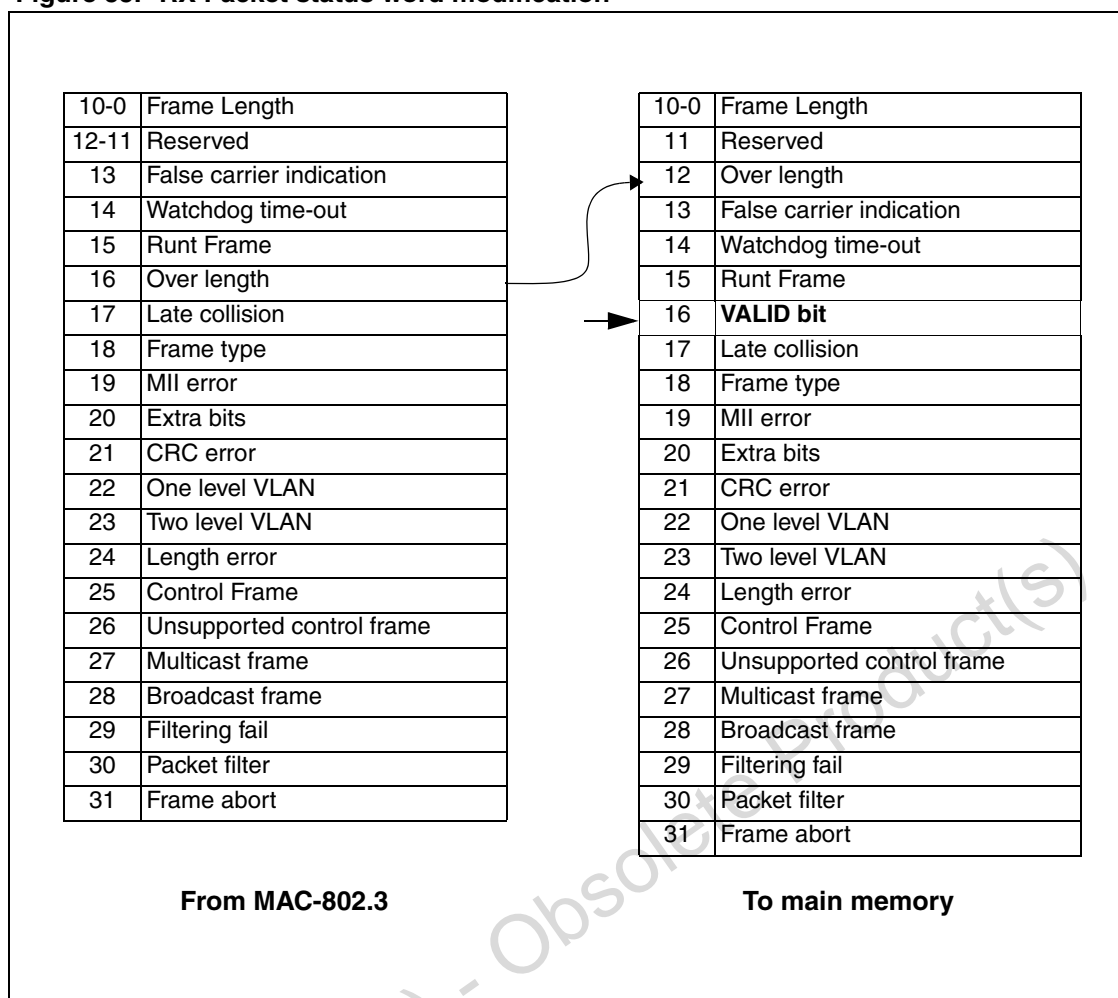 10-0 Frame Length
12-11 Reserved
13 False carrier indication
14 Watchdog time-out
15 Runt Frame
16 Over length
17 Late collision
18 Frame type
19 MII error
20 Extra bits
21 CRC error
22 One level VLAN
23 Two level VLAN
24 Length error
25 Control Frame
26 Unsupported control frame
27 Multicast frame
28 Broadcast frame
29 Filtering fail
30 Packet filter
31 Frame abort
From MAC-802.3
10-0 Frame Length
11 Reserved
12 Over length
13 False carrier indication
14 Watchdog time-out
15 Runt Frame
16 VALID bit
17 Late collision
18 Frame type
19 MII error
20 Extra bits
21 CRC error
22 One level VLAN
23 Two level VLAN
24 Length error
25 Control Frame
26 Unsupported control frame
27 Multicast frame
28 Broadcast frame
29 Filtering fail
30 Packet filter
31 Frame abort
To main memory
) - Obsolete Product(s)